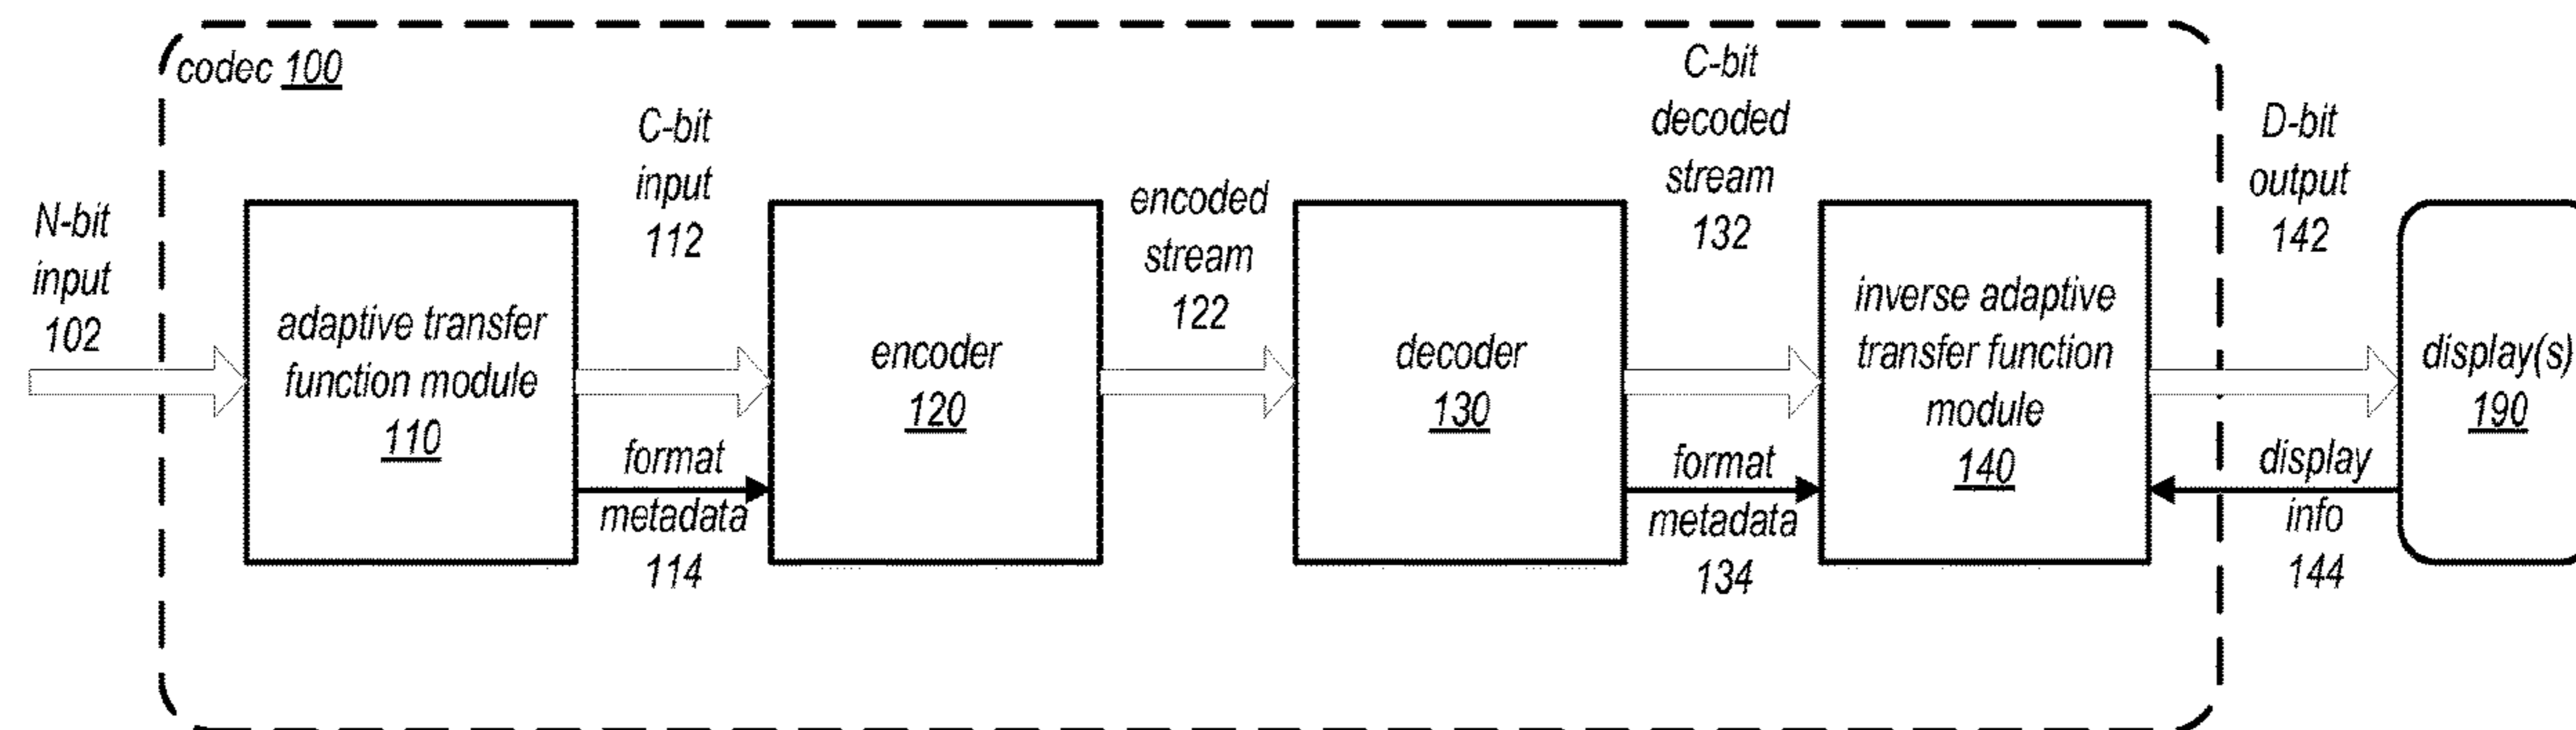 codec 100
N-bit
input
102
adaptive transfer
function module
110
C-bit
input
112
format
metadata
114
encoder
120
encoded
stream
122
decoder
130
C-bit
decoded
stream
132
format
metadata
134
inverse adaptive
transfer function
module
140
D-bit
output
142
display
info
144
display(s)
190